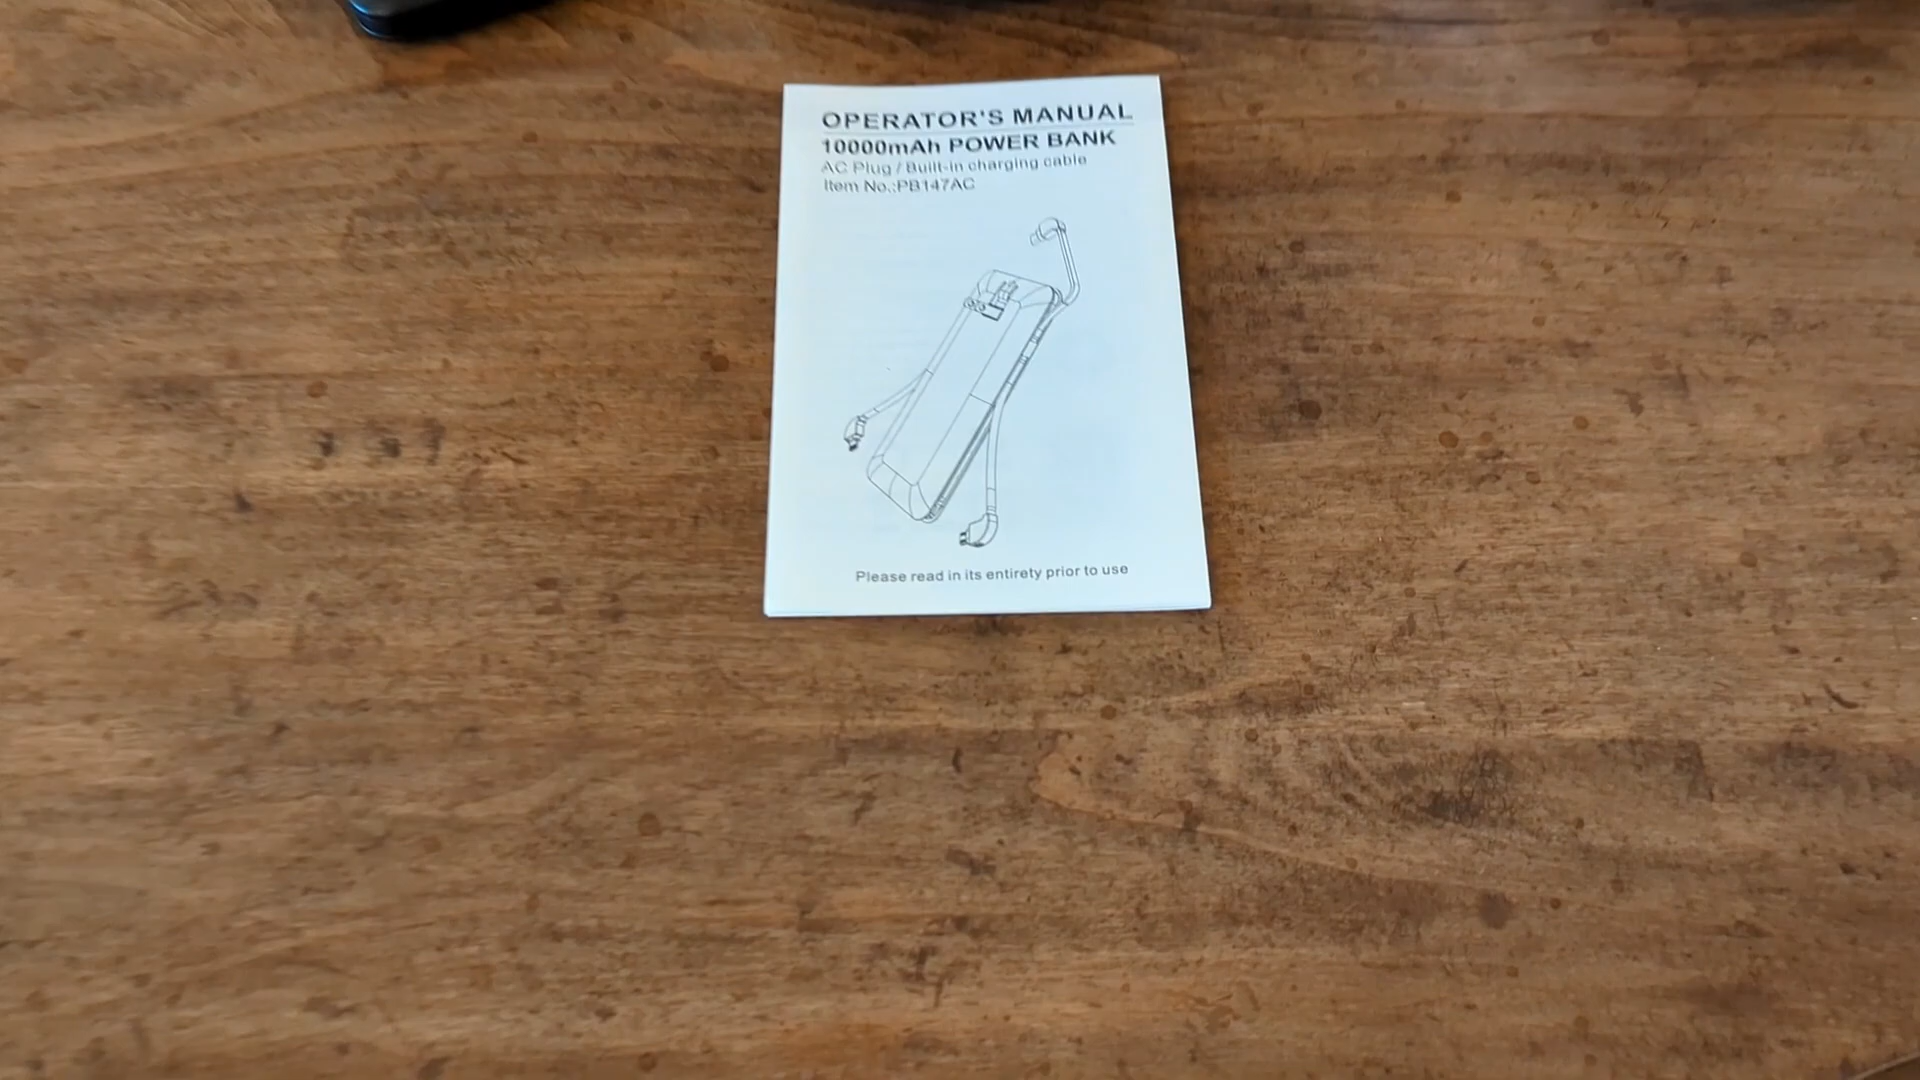 OPERATOR'S MANUAL
10000mAh POWER BANK
AC Plug / Built-in charging cable
Item No.:PB147AC
Please read in its entirety prior to use